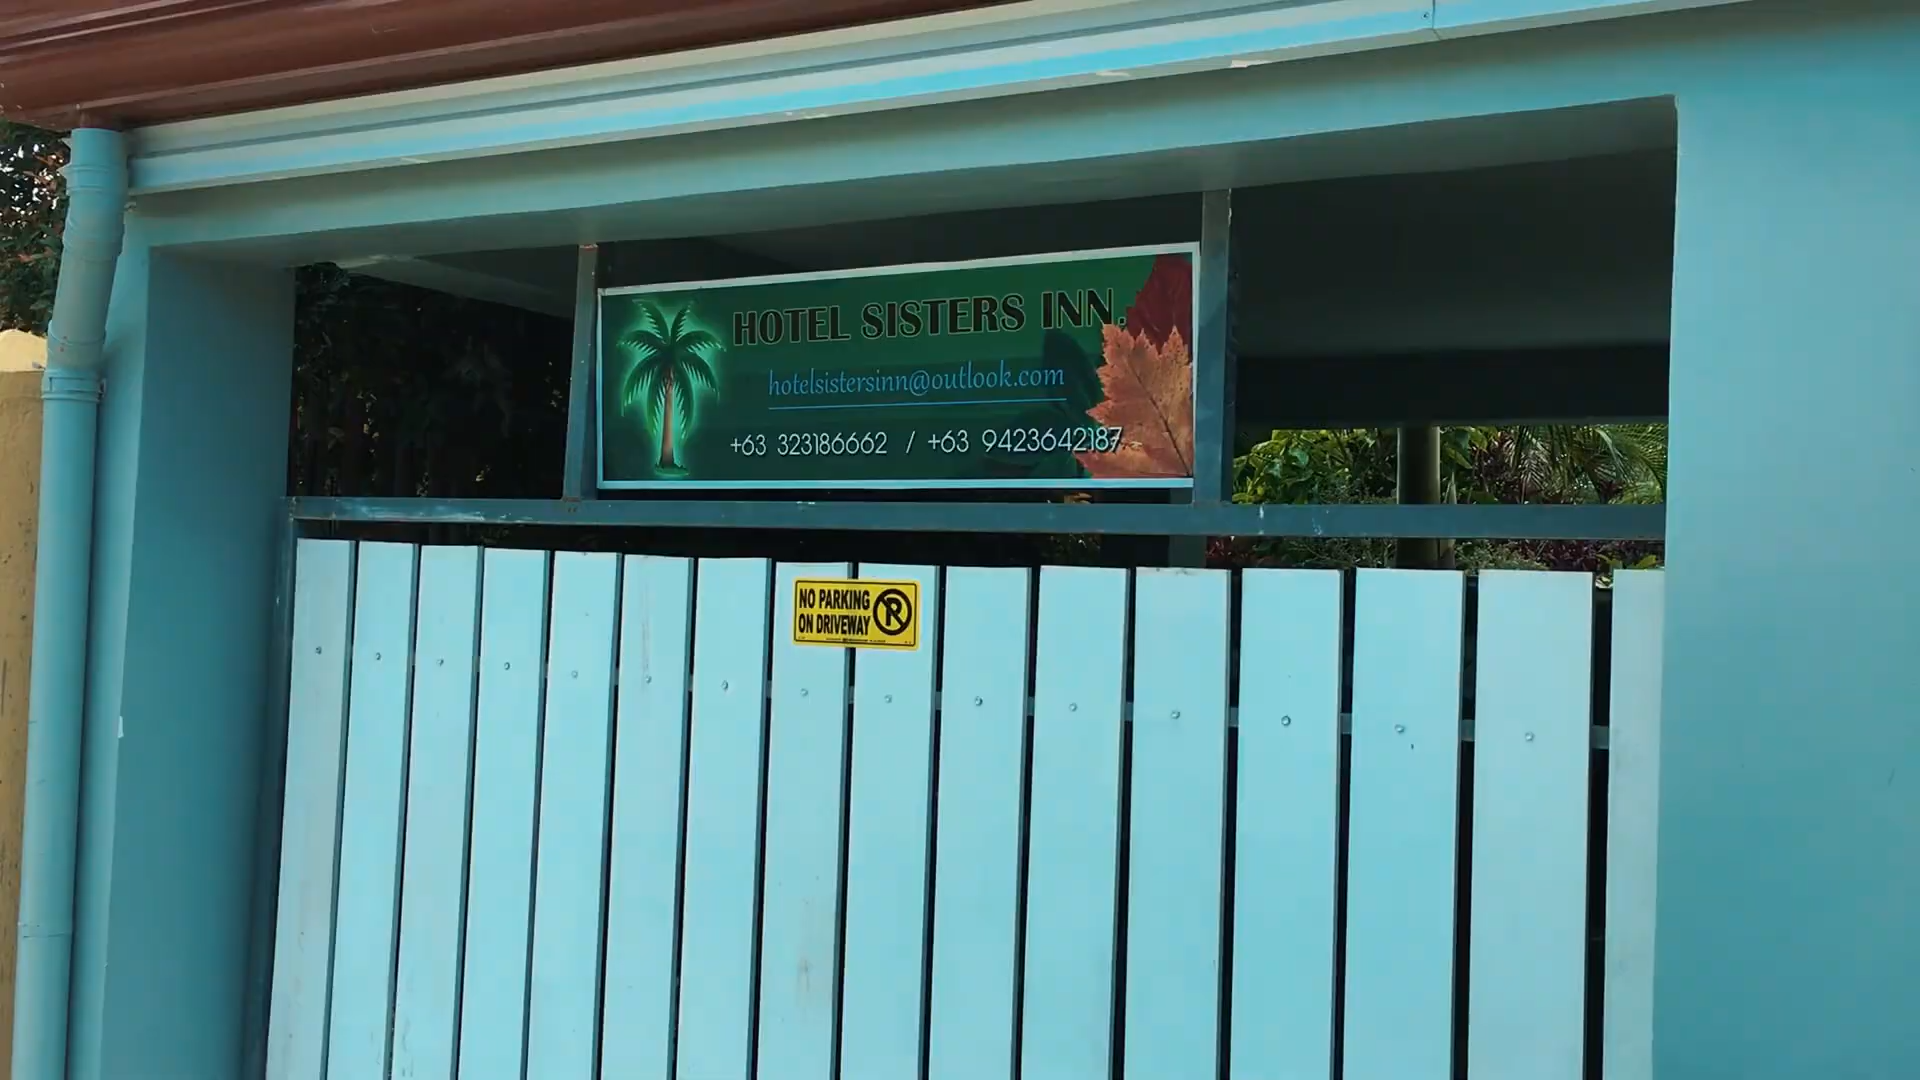 HOTEL SISTERS INN.
hotelsistersinn@outlook.com
+63 323186662 / +63 9423642187
NO PARKING
ON DRIVEWAY